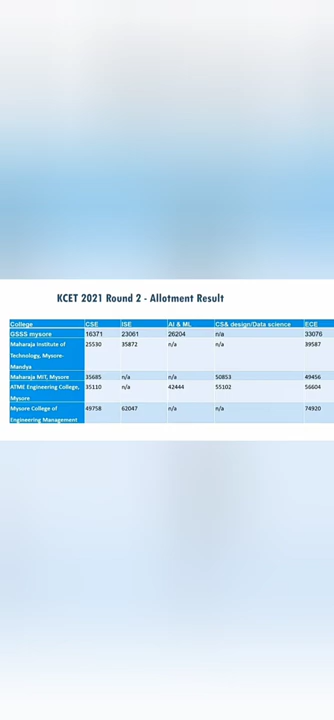 KCET 2021 Round 2 - Allotment Result
College CSE ISE AI & ML CS& design/Data science ECE
GSSS mysore 16371 23061 26204 n/a 33076
Maharaja Institute of 25530 35872 n/a n/a 39587
Technology, Mysore-
Mandya
Maharaja MIT, Mysore 35685 n/a n/a 50853 49456
ATME Engineering College, 35110 n/a 42444 55102 56604
Mysore
Mysore College of 49758 62047 n/a n/a 74920
Engineering Management